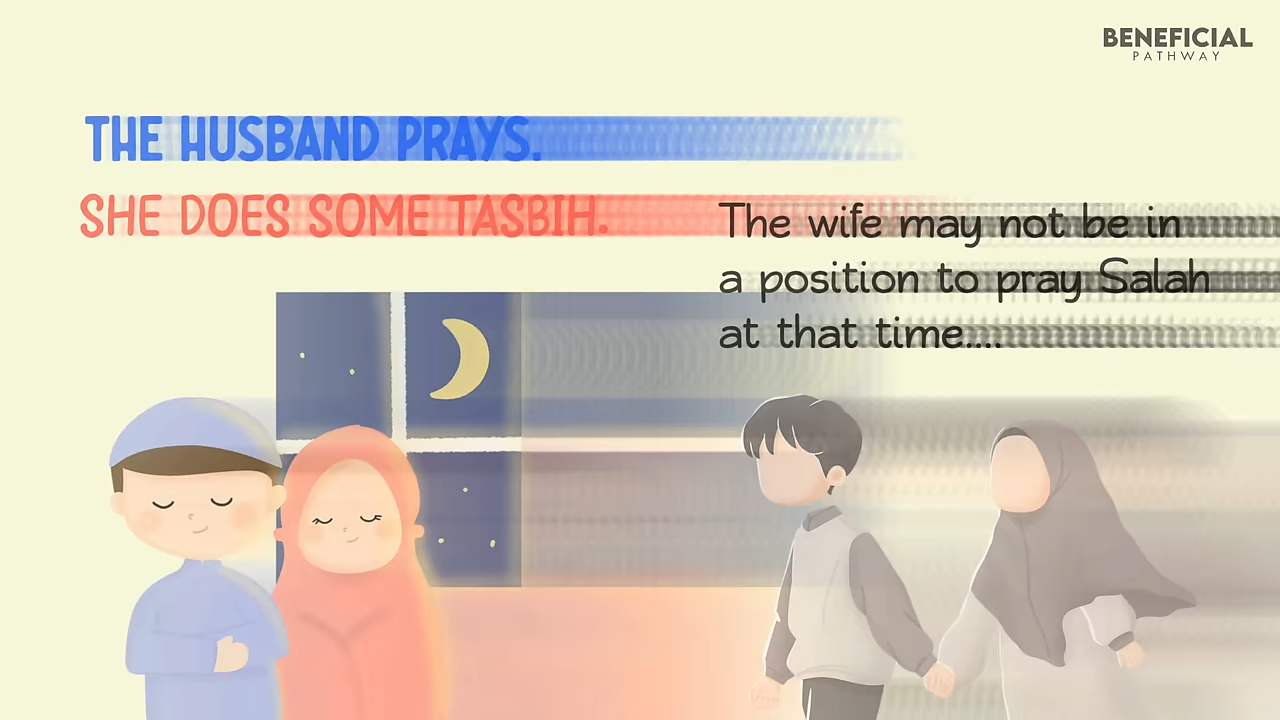 BENEFICIAL
PATHWAY
THE HUSBAND PRAYS.
SHE DOES SOME TASBIH.
The wife may not be in
a position to pray Salah
at that time....